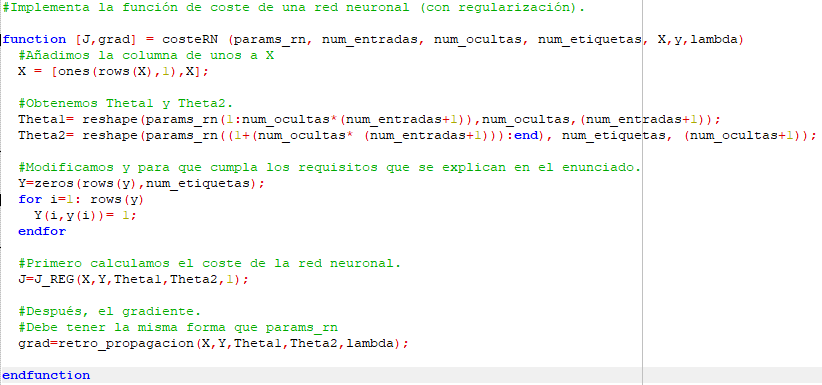 #Implementa la función de coste de una red neuronal (con regularización).
function [J,grad] = costeRN (params_rn, num_entradas, num_ocultas, num_etiquetas, X,y,lambda)
#Añadimos la columna de unos a X
X = [ones(rows(X),1),X];
#Obtenemos Theta1 y Theta2.
Theta1= reshape(params_rn(1:num_ocultas*(num_entradas+1)),num_ocultas,(num_entradas+1));
Theta2= reshape(params_rn((1+(num_ocultas* (num_entradas+1))):end), num_etiquetas, (num_ocultas+1));
#Modificamos y para que cumpla los requisitos que se explican en el enunciado.
Y=zeros(rows(y),num_etiquetas);
for i=1: rows(y)
Y(i,y(i))= 1;
endfor
#Primero calculamos el coste de la red neuronal.
J=J_REG(X,Y,Theta1,Theta2,1);
#Después, el gradiente.
#Debe tener la misma forma que params_rn
grad=retro_propagacion(X,Y,Theta1,Theta2,lambda);
endfunction